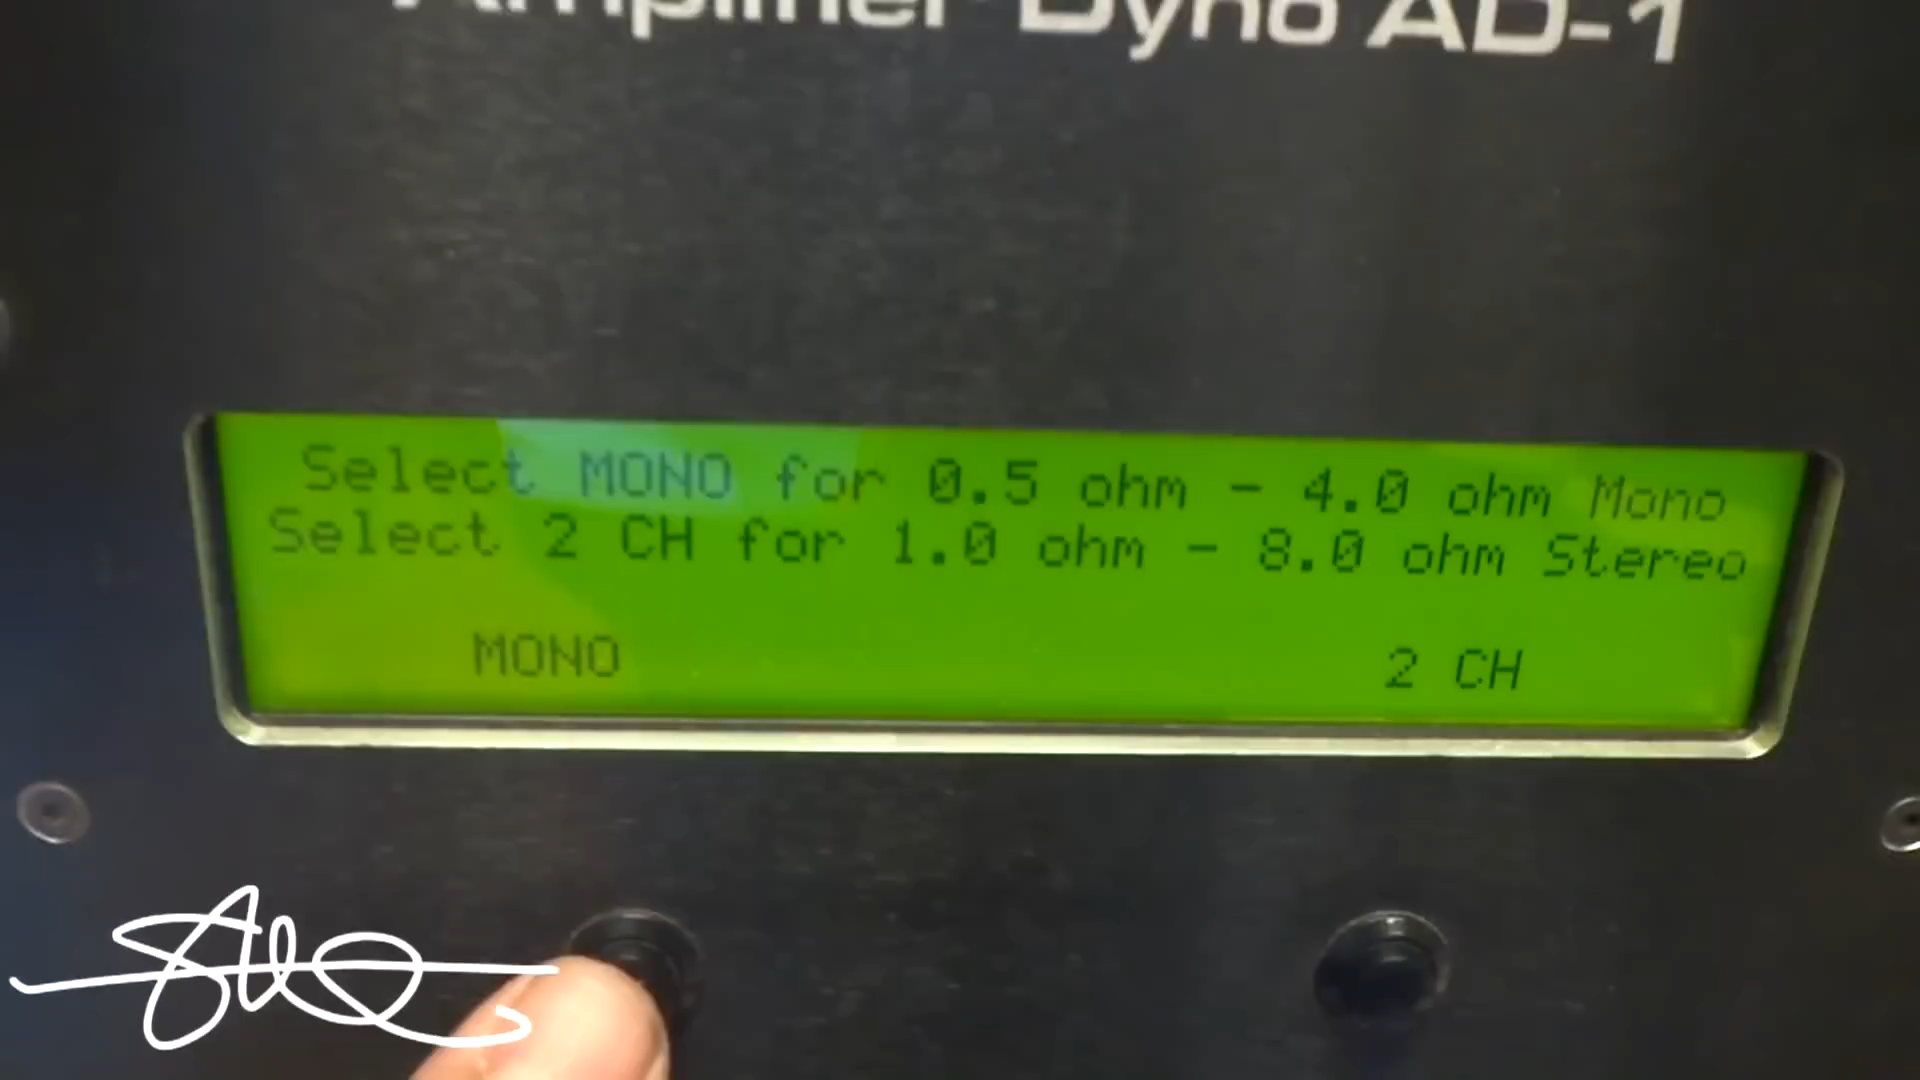 Amplifier Dyno AD-1
Select MONO for 0.5 ohm - 4.0 ohm Mono
Select 2 CH for 1.0 ohm - 8.0 ohm Stereo
MONO 2 CH